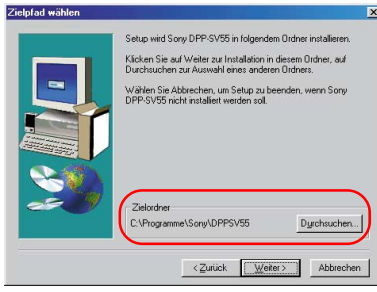 Zielpfad wählen
Setup wird Sony DPP-SV55 in folgendem Ordner installieren.
Klicken Sie auf Weiter zur Installation in diesem Ordner, auf
Durchsuchen zur Auswahl eines anderen Ordners.
Wählen Sie Abbrechen, um Setup zu beenden, wenn Sony
DPP-SV55 nicht installiert werden soll.
Zielordner
C:\Programme\Sony\DPPSV55
Durchsuchen...
< Zurück
Weiter >
Abbrechen